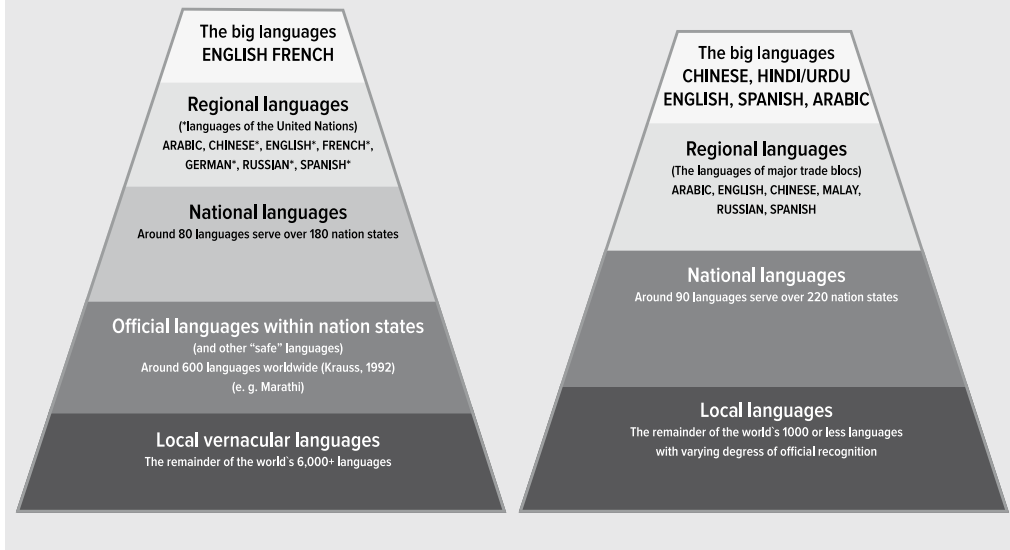 The big languages
ENGLISH FRENCH
Regional languages
(*languages of the United Nations)
ARABIC, CHINESE*, ENGLISH*, FRENCH*,
GERMAN*, RUSSIAN*, SPANISH*
National languages
Around 80 languages serve over 180 nation states
Official languages within nation states
(and other “safe” languages)
Around 600 languages worldwide (Krauss, 1992)
(e. g. Marathi)
Local vernacular languages
The remainder of the world`s 6,000+ languages
The big languages
CHINESE, HINDI/URDU
ENGLISH, SPANISH, ARABIC
Regional languages
(The languages of major trade blocs)
ARABIC, ENGLISH, CHINESE, MALAY,
RUSSIAN, SPANISH
National languages
Around 90 languages serve over 220 nation states
Local languages
The remainder of the world`s 1000 or less languages
with varying degress of official recognition